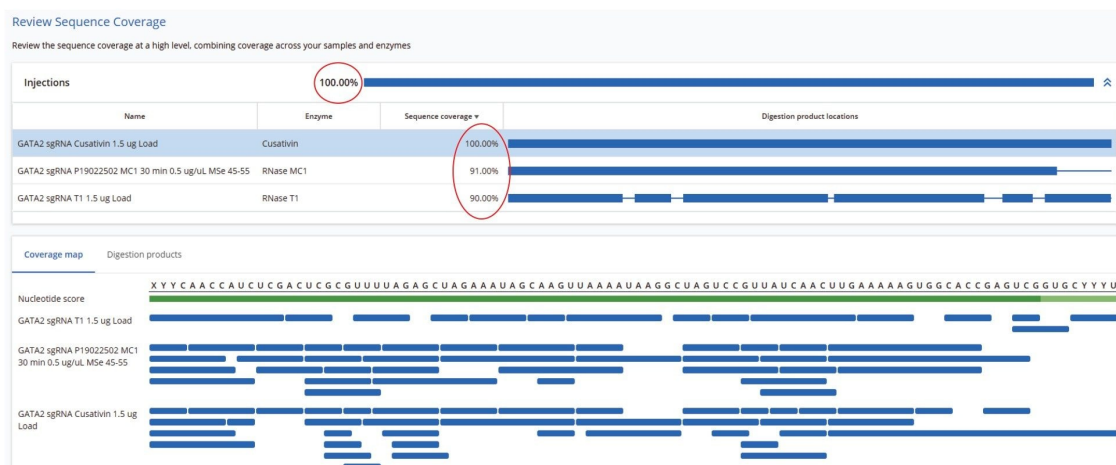 Review Sequence Coverage
Review the sequence coverage at a high level, combining coverage across your samples and enzymes
Injections 100.00%
Name Enzyme Sequence coverage ▼ Digestion product locations
GATA2 sgRNA Cusativin 1.5 ug Load Cusativin 100.00%
GATA2 sgRNA P19022502 MC1 30 min 0.5 ug/uL MSe 45-55 RNase MC1 91.00%
GATA2 sgRNA T1 1.5 ug Load RNase T1 90.00%
Coverage map Digestion products
X Y Y C A A C C A U C U C G A C U C G C G U U U U A G A G C U A G A A A U A G C A A G U U A A A A U A A G G C U A G U C C G U U A U C A A C U U G A A A A A G U G G C A C C G A G U C G G U G C Y Y Y U
Nucleotide score
GATA2 sgRNA T1 1.5 ug Load
GATA2 sgRNA P19022502 MC1
30 min 0.5 ug/uL MSe 45-55
GATA2 sgRNA Cusativin 1.5 ug
Load